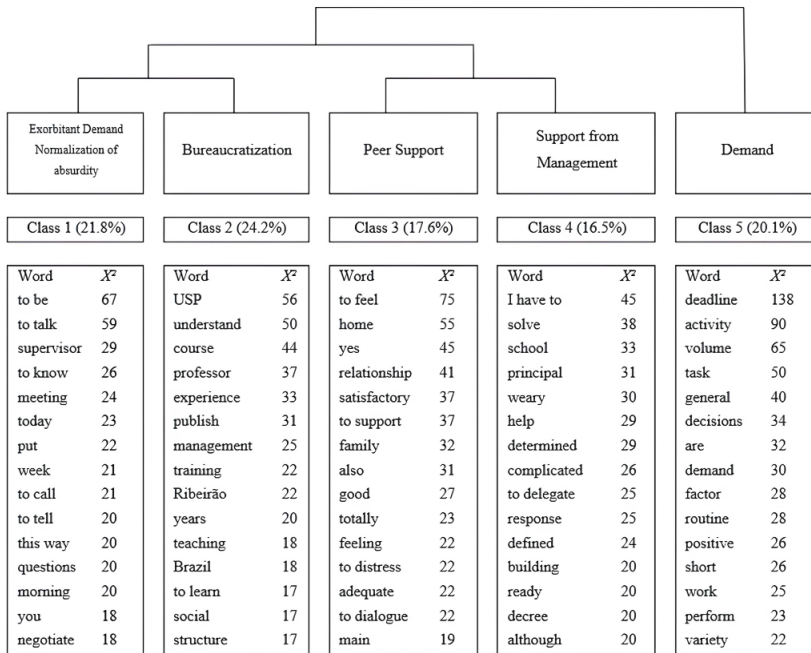 Exorbitant Demand
Normalization of
absurdity
Bureaucratization
Peer Support
Support from
Management
Demand
Class 1 (21.8%)
Class 2 (24.2%)
Class 3 (17.6%)
Class 4 (16.5%)
Class 5 (20.1%)
Word X²
to be 67
to talk 59
supervisor 29
to know 26
meeting 24
today 23
put 22
week 21
to call 21
to tell 20
this way 20
questions 20
morning 20
you 18
negotiate 18
Word X²
USP 56
understand 50
course 44
professor 37
experience 33
publish 31
management 25
training 22
Ribeirão 22
years 20
teaching 18
Brazil 18
to learn 17
social 17
structure 17
Word X²
to feel 75
home 55
yes 45
relationship 41
satisfactory 37
to support 37
family 32
also 31
good 27
totally 23
feeling 22
to distress 22
adequate 22
to dialogue 22
main 19
Word X²
I have to 45
solve 38
school 33
principal 31
weary 30
help 29
determined 29
complicated 26
to delegate 25
response 25
defined 24
building 20
ready 20
decree 20
although 20
Word X²
deadline 138
activity 90
volume 65
task 50
general 40
decisions 34
are 32
demand 30
factor 28
routine 28
positive 26
short 26
work 25
perform 23
variety 22